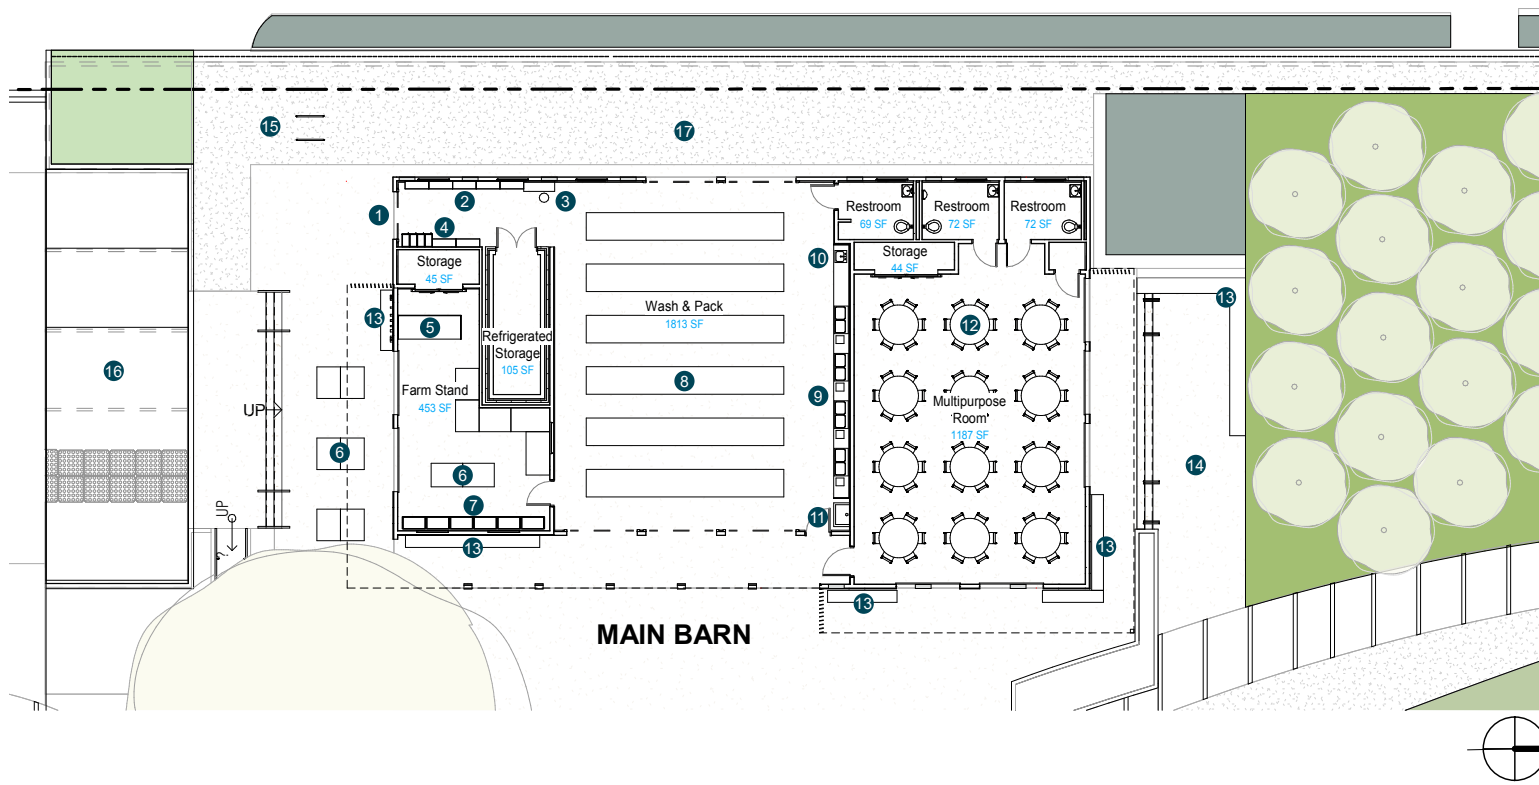 15
17
1
2
3
4
Restroom
69 SF
Restroom
72 SF
Restroom
72 SF
Storage
45 SF
10
Storage
44 SF
13
5
Wash & Pack
1813 SF
12
13
Refrigerated
Storage
105 SF
16
8
Farm Stand
453 SF
9
Multipurpose
Room
1187 SF
UP
6
6
14
7
11
UP
13
13
13
MAIN BARN